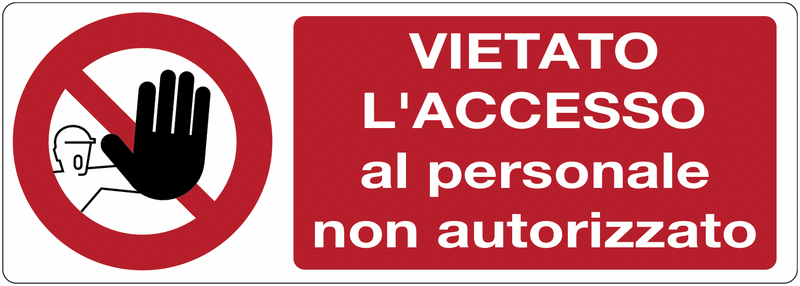 VIETATO
L'ACCESSO
al personale
non autorizzato